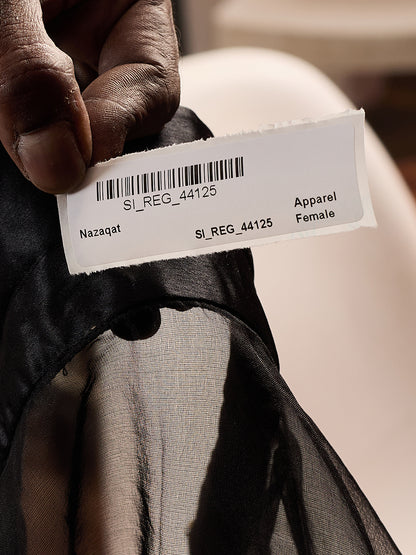 SI_REG_44125
Nazaqat
SI_REG_44125
Apparel
Female